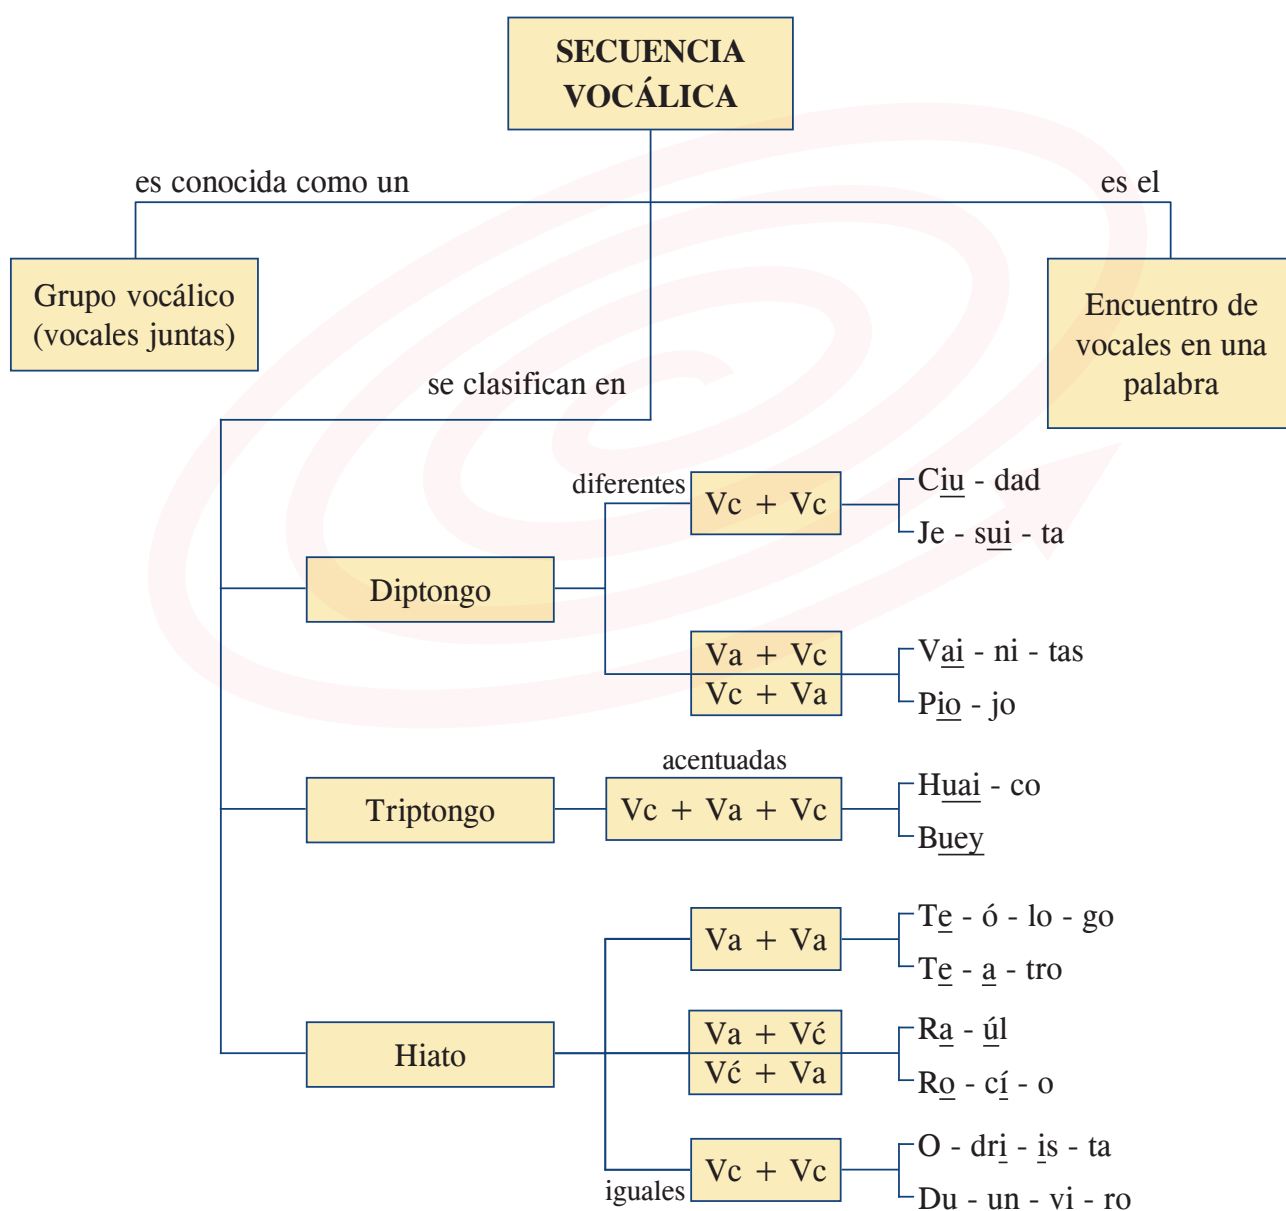 SECUENCIA
VOCÁLICA
es conocida como un
es el
Grupo vocálico
(vocales juntas)
Encuentro de
vocales en una
palabra
se clasifican en
diferentes
Vc + Vc
Ciu - dad
Je - sui - ta
Diptongo
Va + Vc
Vc + Va
Vai - ni - tas
Pio - jo
acentuadas
Triptongo
Vc + Va + Vc
Huai - co
Buey
Va + Va
Te - ó - lo - go
Te - a - tro
Hiato
Va + Vć
Vć + Va
Ra - úl
Ro - cí - o
iguales
Vc + Vc
O - dri - is - ta
Du - un - vi - ro